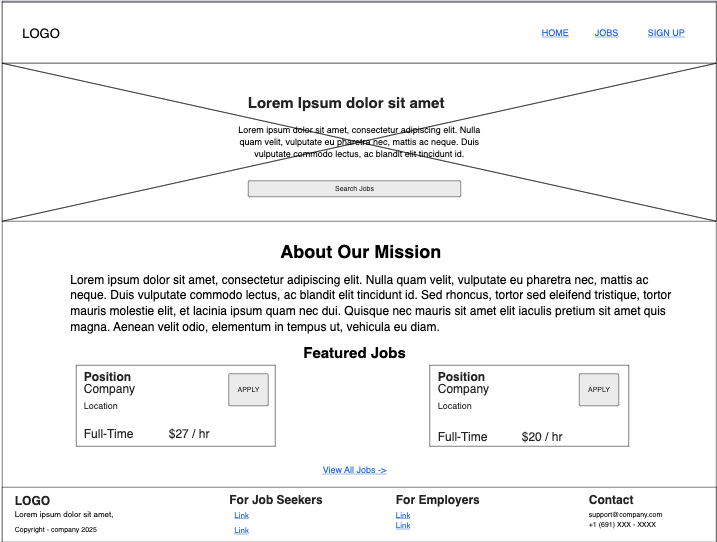 LOGO
HOME
JOBS
SIGN UP
Lorem Ipsum dolor sit amet
Lorem ipsum dolor sit amet, consectetur adipiscing elit. Nulla
quam velit, vulputate eu pharetra nec, mattis ac neque. Duis
vulputate commodo lectus, ac blandit elit tincidunt id.
Search Jobs
About Our Mission
Lorem ipsum dolor sit amet, consectetur adipiscing elit. Nulla quam velit, vulputate eu pharetra nec, mattis ac
neque. Duis vulputate commodo lectus, ac blandit elit tincidunt id. Sed rhoncus, tortor sed eleifend tristique, tortor
mauris molestie elit, et lacinia ipsum quam nec dui. Quisque nec mauris sit amet elit iaculis pretium sit amet quis
magna. Aenean velit odio, elementum in tempus ut, vehicula eu diam.
Featured Jobs
Position
Company
Location
APPLY
Full-Time
$27 / hr
Position
Company
Location
APPLY
Full-Time
$20 / hr
View All Jobs ->
LOGO
Lorem ipsum dolor sit amet,
Copyright - company 2025
For Job Seekers
Link
Link
For Employers
Link
Link
Contact
support@company.com
+1 (691) XXX - XXXX